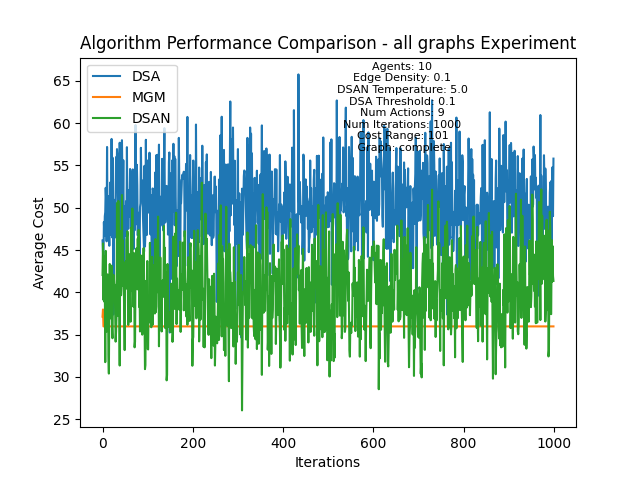 Algorithm Performance Comparison - all graphs Experiment
DSA
MGM
DSAN
Agents: 10
Edge Density: 0.1
DSAN Temperature: 5.0
DSA Threshold: 0.1
Num Actions: 9
Num Iterations: 1000
Cost Range: 101
Graph: complete
65
60
55
50
45
40
35
30
25
Average Cost
0 200 400 600 800 1000
Iterations